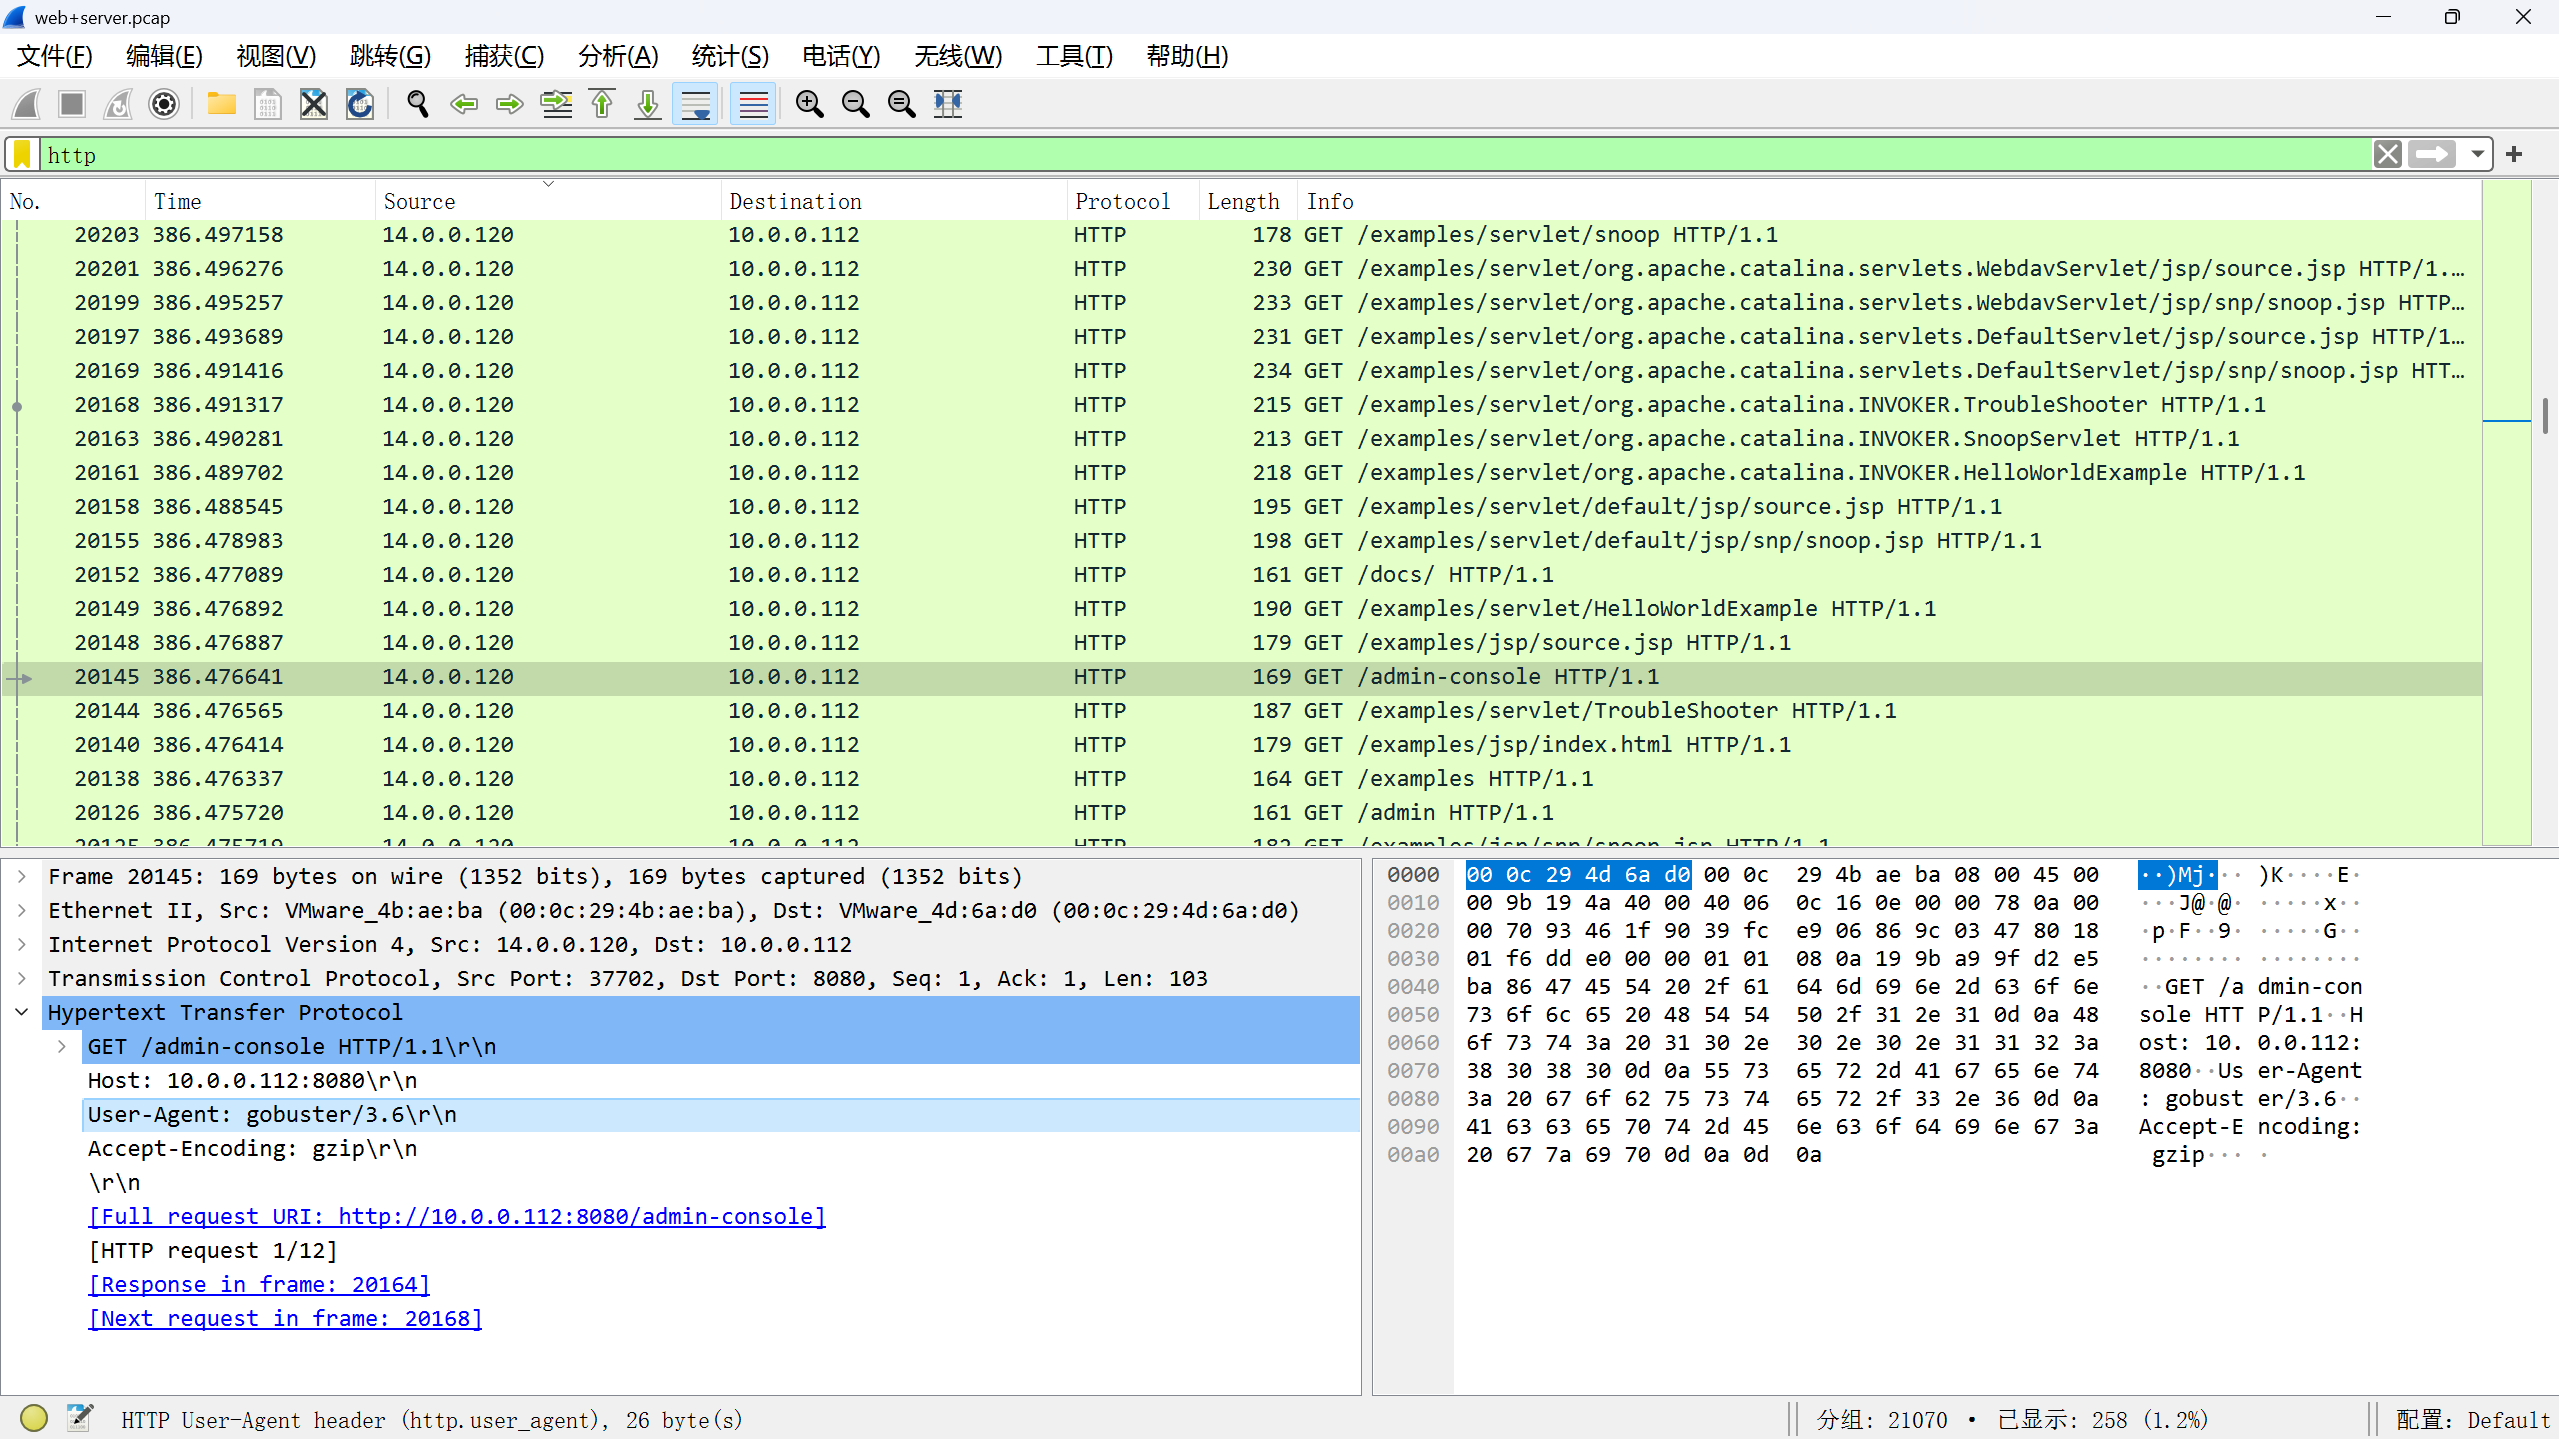 web+server.pcap
文件(F) 编辑(E) 视图(V) 跳转(G) 捕获(C) 分析(A) 统计(S) 电话(Y) 无线(W) 工具(T) 帮助(H)
http
No. Time Source Destination Protocol Length Info
20203 386.497158 14.0.0.120 10.0.0.112 HTTP 178 GET /examples/servlet/snoop HTTP/1.1
20201 386.496276 14.0.0.120 10.0.0.112 HTTP 230 GET /examples/servlet/org.apache.catalina.servlets.WebdavServlet/jsp/source.jsp HTTP/1.…
20199 386.495257 14.0.0.120 10.0.0.112 HTTP 233 GET /examples/servlet/org.apache.catalina.servlets.WebdavServlet/jsp/snp/snoop.jsp HTTP…
20197 386.493689 14.0.0.120 10.0.0.112 HTTP 231 GET /examples/servlet/org.apache.catalina.servlets.DefaultServlet/jsp/source.jsp HTTP/1…
20169 386.491416 14.0.0.120 10.0.0.112 HTTP 234 GET /examples/servlet/org.apache.catalina.servlets.DefaultServlet/jsp/snp/snoop.jsp HTT…
20168 386.491317 14.0.0.120 10.0.0.112 HTTP 215 GET /examples/servlet/org.apache.catalina.INVOKER.TroubleShooter HTTP/1.1
20163 386.490281 14.0.0.120 10.0.0.112 HTTP 213 GET /examples/servlet/org.apache.catalina.INVOKER.SnoopServlet HTTP/1.1
20161 386.489702 14.0.0.120 10.0.0.112 HTTP 218 GET /examples/servlet/org.apache.catalina.INVOKER.HelloWorldExample HTTP/1.1
20158 386.488545 14.0.0.120 10.0.0.112 HTTP 195 GET /examples/servlet/default/jsp/source.jsp HTTP/1.1
20155 386.478983 14.0.0.120 10.0.0.112 HTTP 198 GET /examples/servlet/default/jsp/snp/snoop.jsp HTTP/1.1
20152 386.477089 14.0.0.120 10.0.0.112 HTTP 161 GET /docs/ HTTP/1.1
20149 386.476892 14.0.0.120 10.0.0.112 HTTP 190 GET /examples/servlet/HelloWorldExample HTTP/1.1
20148 386.476887 14.0.0.120 10.0.0.112 HTTP 179 GET /examples/jsp/source.jsp HTTP/1.1
20145 386.476641 14.0.0.120 10.0.0.112 HTTP 169 GET /admin-console HTTP/1.1
20144 386.476565 14.0.0.120 10.0.0.112 HTTP 187 GET /examples/servlet/TroubleShooter HTTP/1.1
20140 386.476414 14.0.0.120 10.0.0.112 HTTP 179 GET /examples/jsp/index.html HTTP/1.1
20138 386.476337 14.0.0.120 10.0.0.112 HTTP 164 GET /examples HTTP/1.1
20126 386.475720 14.0.0.120 10.0.0.112 HTTP 161 GET /admin HTTP/1.1
20125 386.475719 14.0.0.120 10.0.0.112 HTTP 182 GET /examples/jsp/snp/snoop.jsp HTTP/1.1
Frame 20145: 169 bytes on wire (1352 bits), 169 bytes captured (1352 bits)
Ethernet II, Src: VMware_4b:ae:ba (00:0c:29:4b:ae:ba), Dst: VMware_4d:6a:d0 (00:0c:29:4d:6a:d0)
Internet Protocol Version 4, Src: 14.0.0.120, Dst: 10.0.0.112
Transmission Control Protocol, Src Port: 37702, Dst Port: 8080, Seq: 1, Ack: 1, Len: 103
Hypertext Transfer Protocol
GET /admin-console HTTP/1.1\r\n
Host: 10.0.0.112:8080\r\n
User-Agent: gobuster/3.6\r\n
Accept-Encoding: gzip\r\n
\r\n
[Full request URI: http://10.0.0.112:8080/admin-console]
[HTTP request 1/12]
[Response in frame: 20164]
[Next request in frame: 20168]
0000 00 0c 29 4d 6a d0 00 0c 29 4b ae ba 08 00 45 00 ··)Mj··· )K····E·
0010 00 9b 19 4a 40 00 40 06 0c 16 0e 00 00 78 0a 00 ···J@·@· ·····x··
0020 00 70 93 46 1f 90 39 fc e9 06 86 9c 03 47 80 18 ·p·F··9· ·····G··
0030 01 f6 dd e0 00 00 01 01 08 0a 19 9b a9 9f d2 e5 ········ ········
0040 ba 86 47 45 54 20 2f 61 64 6d 69 6e 2d 63 6f 6e ··GET /a dmin-con
0050 73 6f 6c 65 20 48 54 54 50 2f 31 2e 31 0d 0a 48 sole HTT P/1.1··H
0060 6f 73 74 3a 20 31 30 2e 30 2e 30 2e 31 31 32 3a ost: 10. 0.0.112:
0070 38 30 38 30 0d 0a 55 73 65 72 2d 41 67 65 6e 74 8080··Us er-Agent
0080 3a 20 67 6f 62 75 73 74 65 72 2f 33 2e 36 0d 0a : gobust er/3.6··
0090 41 63 63 65 70 74 2d 45 6e 63 6f 64 69 6e 67 3a Accept-E ncoding:
00a0 20 67 7a 69 70 0d 0a 0d 0a gzip··· ·
HTTP User-Agent header (http.user_agent), 26 byte(s) 分组: 21070 · 已显示: 258 (1.2%) 配置: Default